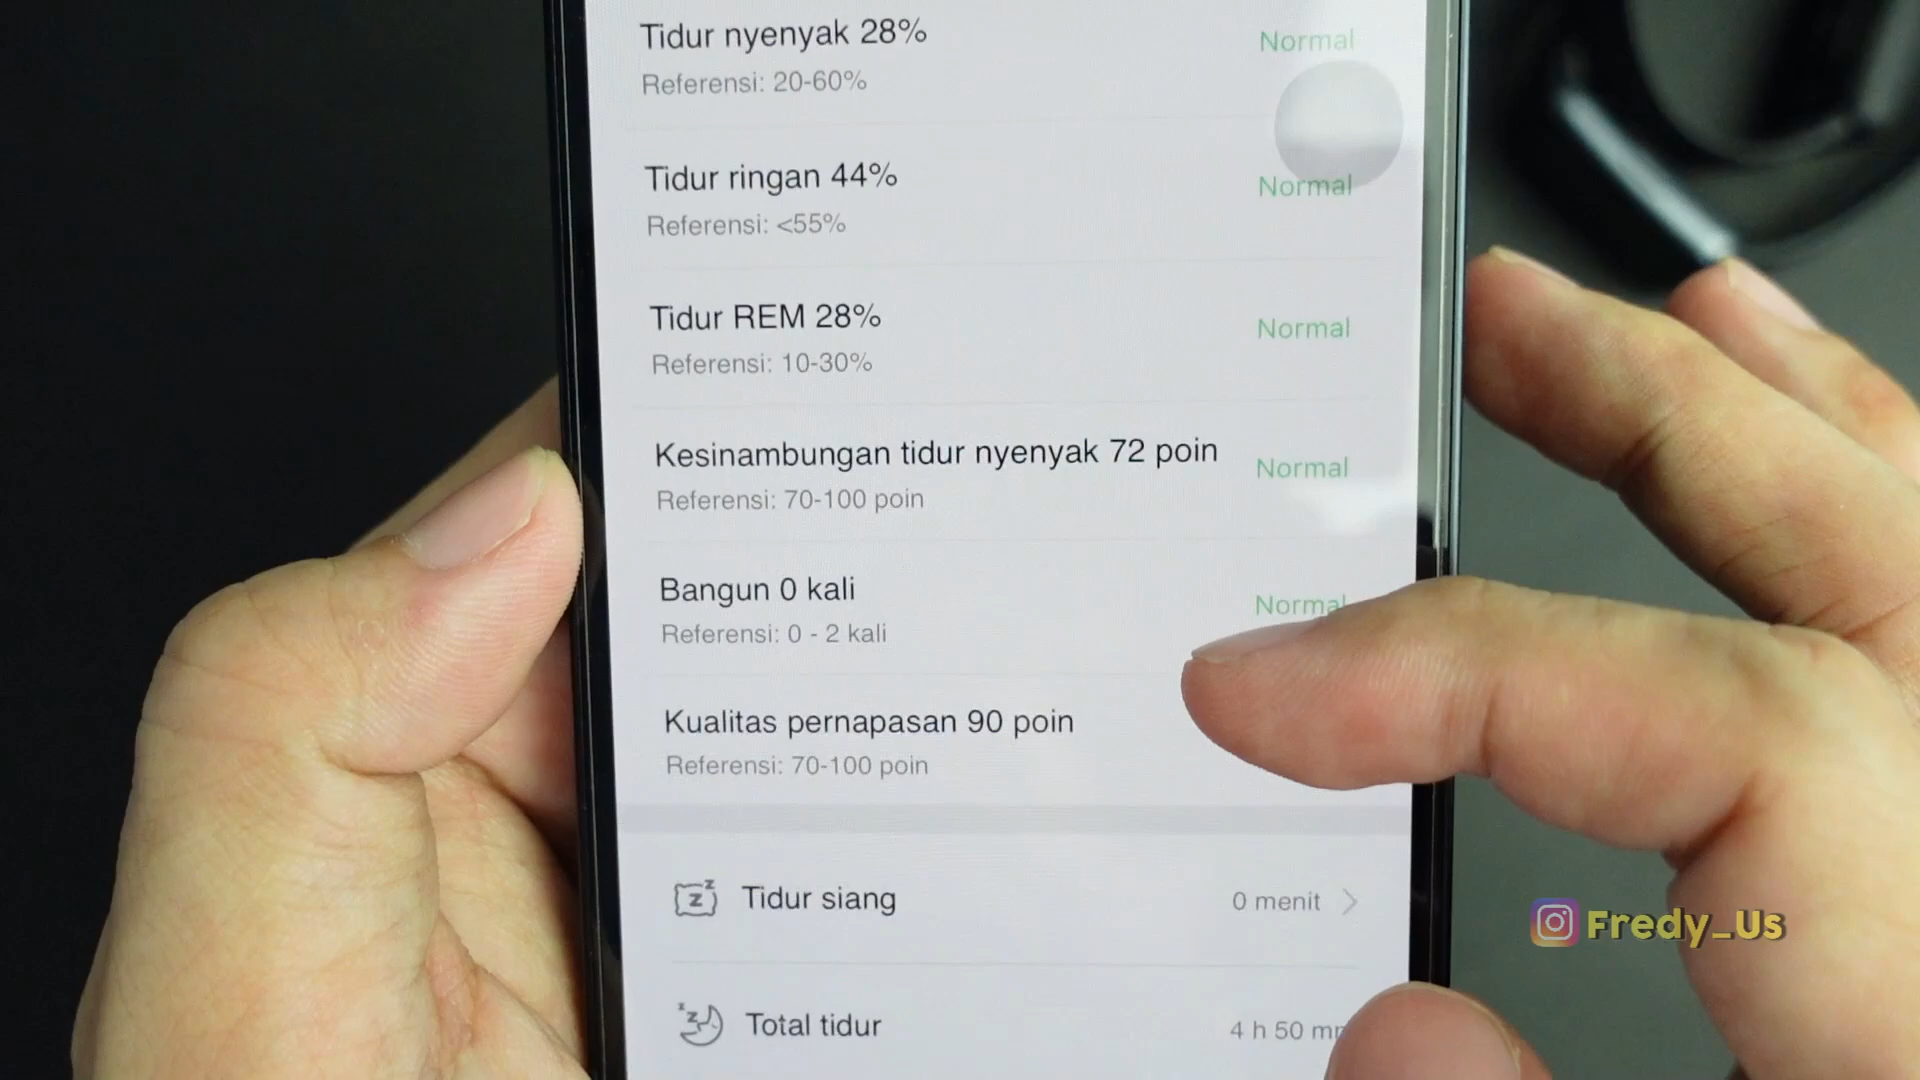 Tidur nyenyak 28%
Normal
Referensi: 20-60%
Tidur ringan 44%
Normal
Referensi: <55%
Tidur REM 28%
Normal
Referensi: 10-30%
Kesinambungan tidur nyenyak 72 poin
Normal
Referensi: 70-100 poin
Bangun 0 kali
Normal
Referensi: 0 - 2 kali
Kualitas pernapasan 90 poin
Referensi: 70-100 poin
Tidur siang
0 menit
Total tidur
4 h 50
Fredy_Us